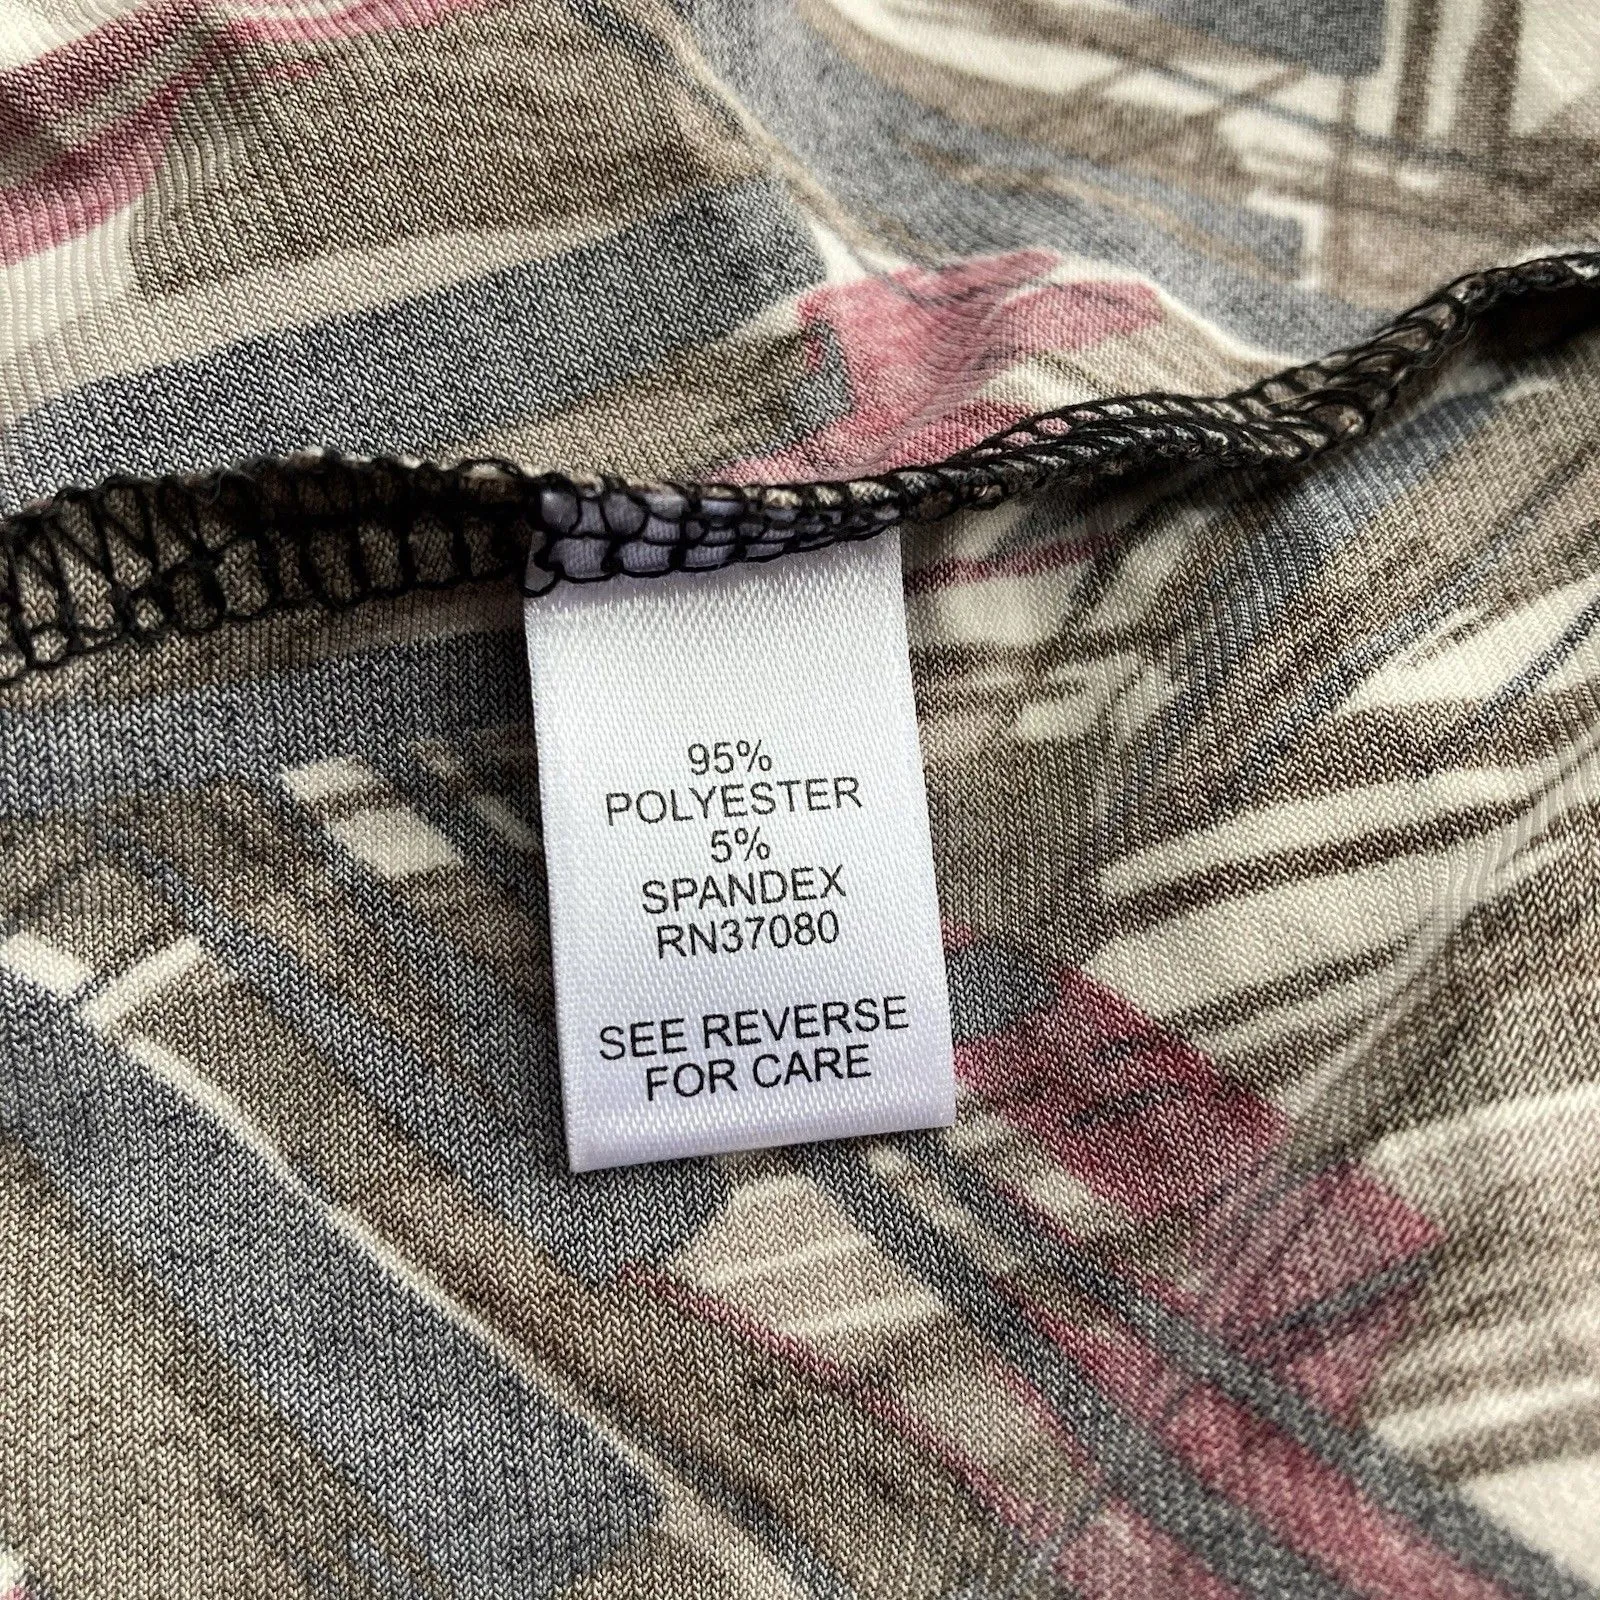 95%
POLYESTER
5%
SPANDEX
RN37080
SEE REVERSE
FOR CARE